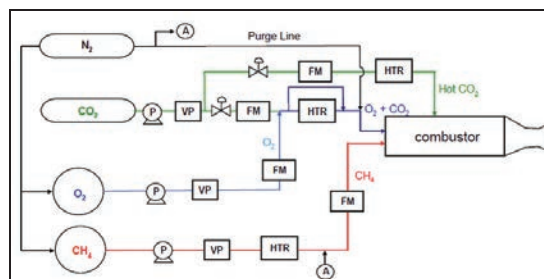 A
N2
Purge Line
FM
HTR
Hot CO2
CO2
P
VP
FM
HTR
O2 + CO2
combustor
O2
FM
CH4
O2
P
VP
FM
CH4
P
VP
HTR
A